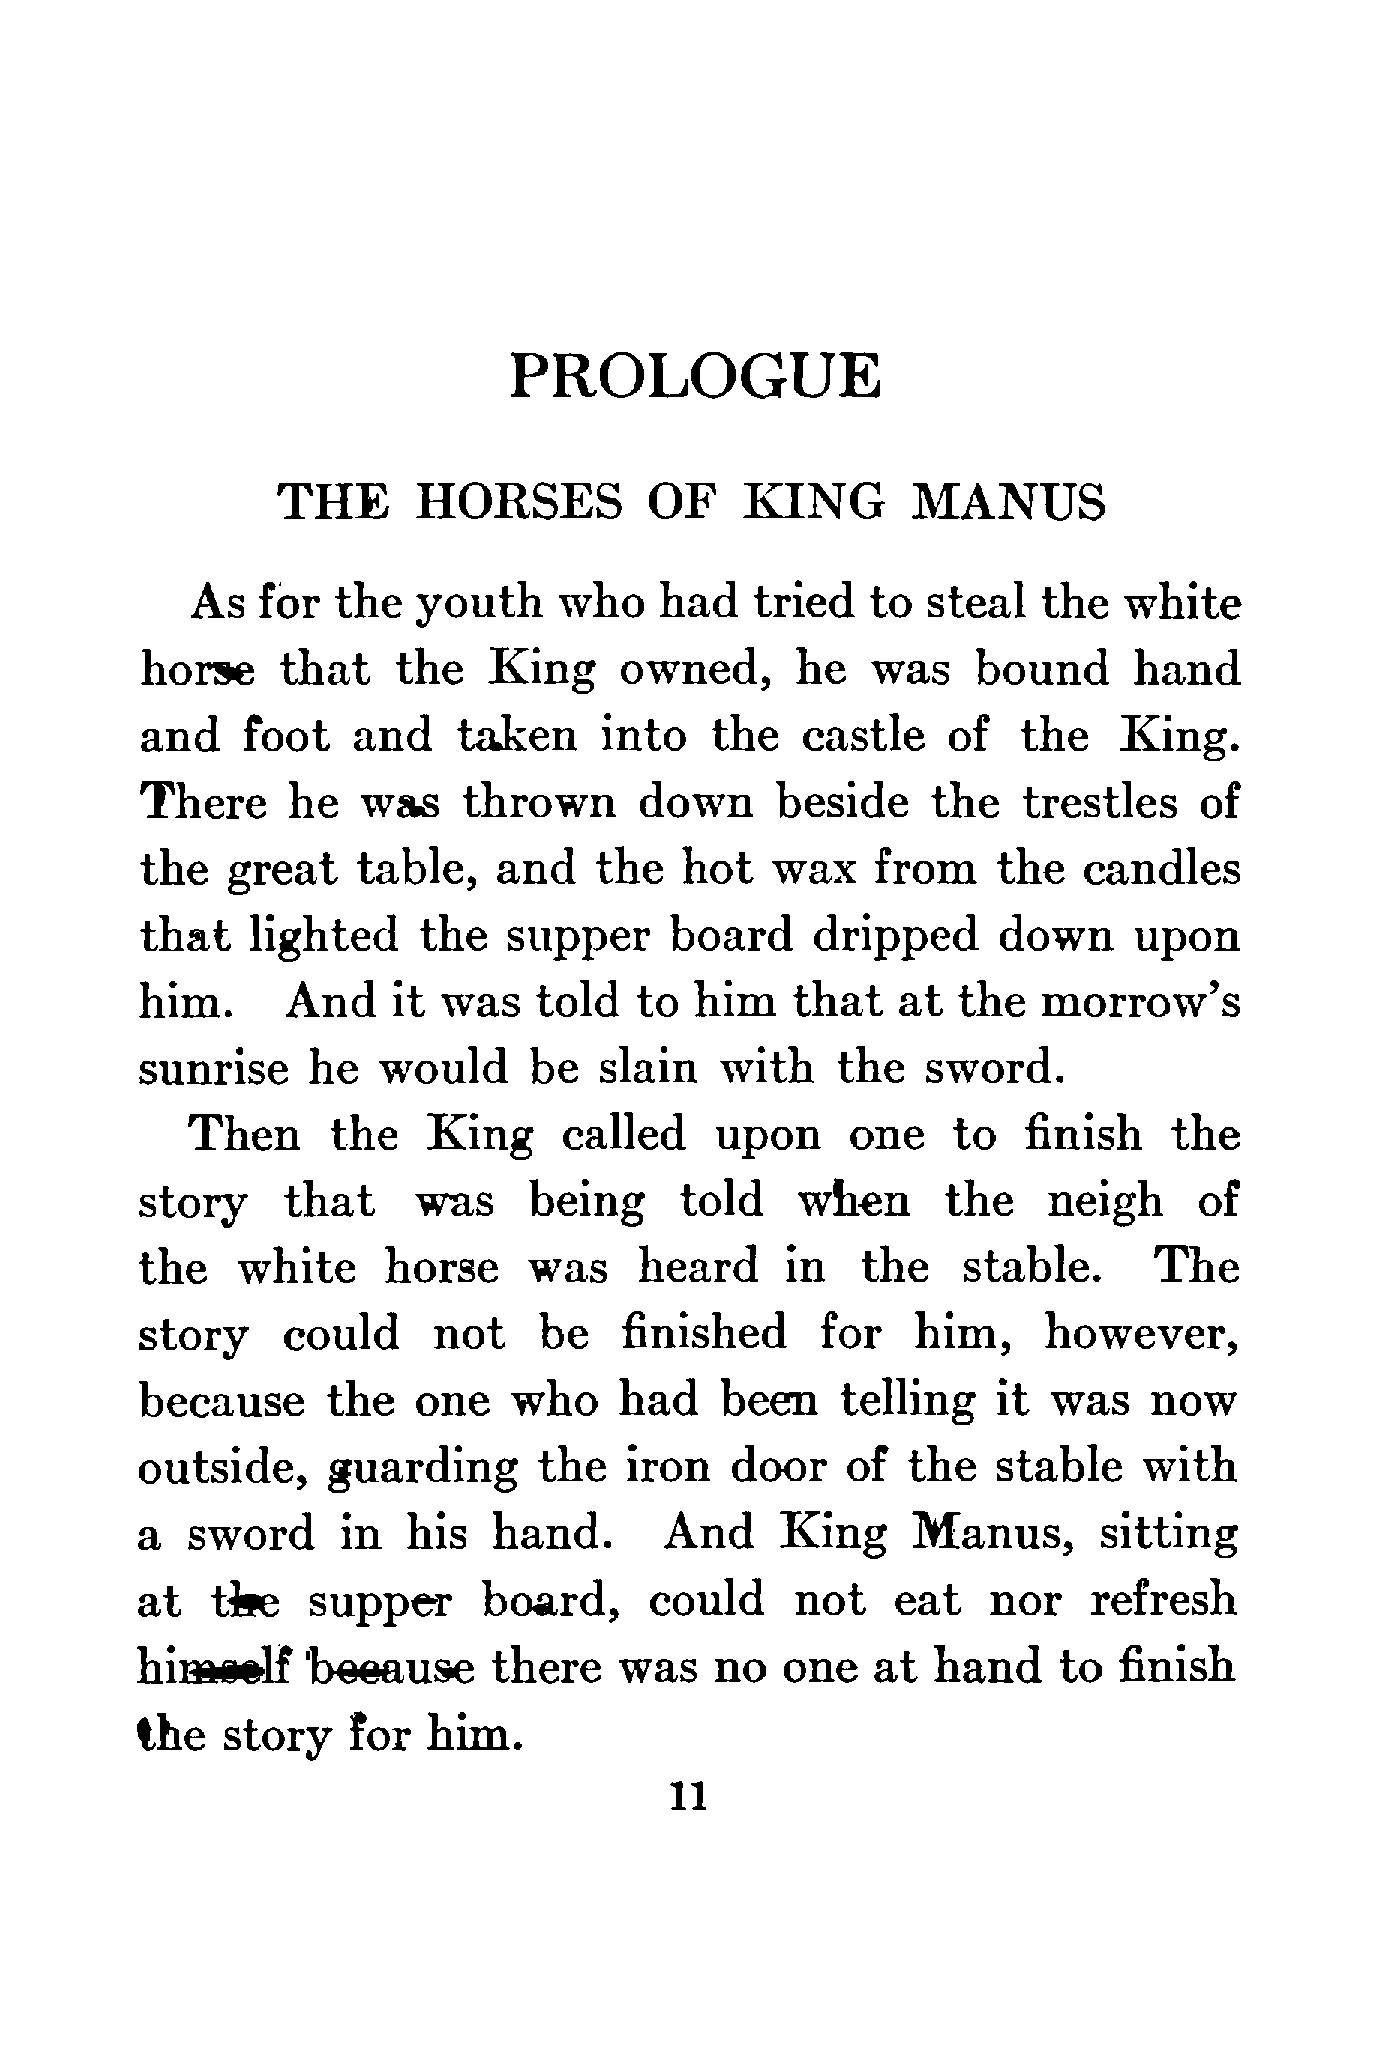 PROLOGUE
THE HORSES OF KING MANUS
As for the youth who had tried to steal the white
horse that the King owned, he was bound hand
and foot and taken into the castle of the King.
There he was thrown down beside the trestles of
the great table, and the hot wax from the candles
that lighted the supper board dripped down upon
him. And it was told to him that at the morrow's
sunrise he would be slain with the sword.
Then the King called upon one to finish the
story that was being told when the neigh of
the white horse was heard in the stable. The
story could not be finished for him, however,
because the one who had been telling it was now
outside, guarding the iron door of the stable with
a sword in his hand. And King Manus, sitting
at the supper board, could not eat nor refresh
himself because there was no one at hand to finish
the story for him.
11